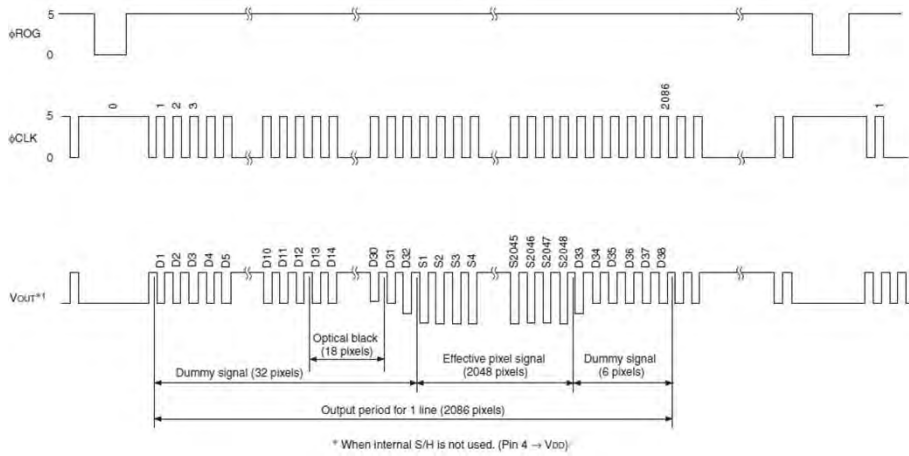 5
φROG
0
0
1
2
3
2086
1
5
φCLK
0
D1
D2
D3
D4
D5
D10
D11
D12
D13
D14
D30
D31
D32
S1
S2
S3
S4
S2045
S2046
S2047
S2048
D33
D34
D35
D36
D37
D38
VOUT*1
Optical black
(18 pixels)
Dummy signal (32 pixels)
Effective pixel signal
(2048 pixels)
Dummy signal
(6 pixels)
Output period for 1 line (2086 pixels)
* When internal S/H is not used. (Pin 4 → VDD)